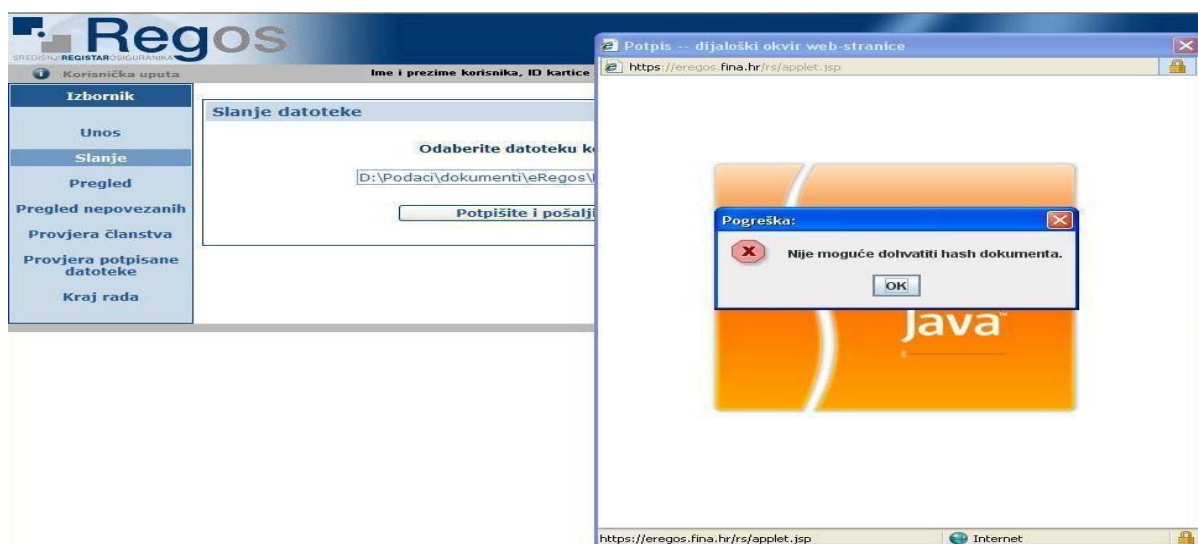 Regos
SREDIŠNJI REGISTAR OSIGURANIKA
Korisnička uputa
Ime i prezime korisnika, ID kartice
Izbornik
Unos
Slanje
Pregled
Pregled nepovezanih
Provjera članstva
Provjera potpisane
datoteke
Kraj rada
Slanje datoteke
Odaberite datoteku
D:\Podaci\dokumenti\eRegos\
Potpišite i pošalji
Potpis -- dijaloški okvir web-stranice
https://eregos.fina.hr/rs/applet.jsp
Pogreška:
Nije moguće dohvatiti hash dokumenta.
OK
Java™
https://eregos.fina.hr/rs/applet.jsp
Internet